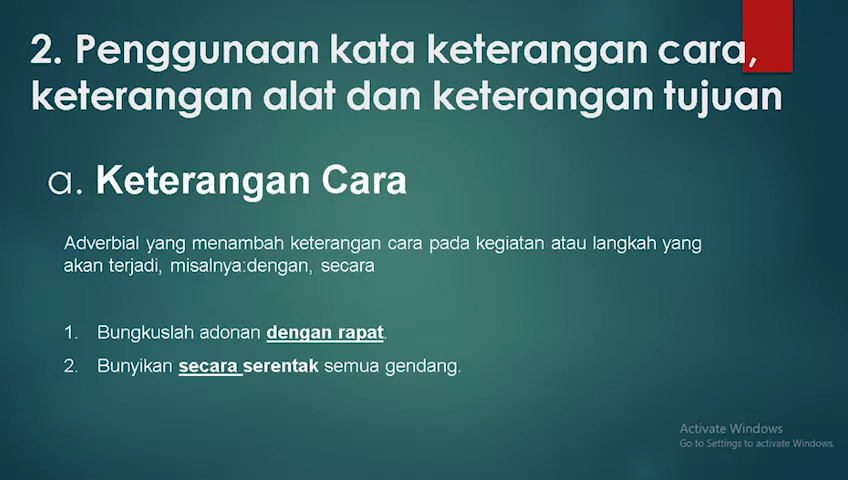 2. Penggunaan kata keterangan cara,
keterangan alat dan keterangan tujuan
a. Keterangan Cara
Adverbial yang menambah keterangan cara pada kegiatan atau langkah yang
akan terjadi, misalnya:dengan, secara
1. Bungkuslah adonan dengan rapat.
2. Bunyikan secara serentak semua gendang.
Activate Windows
Go to Settings to activate Windows.